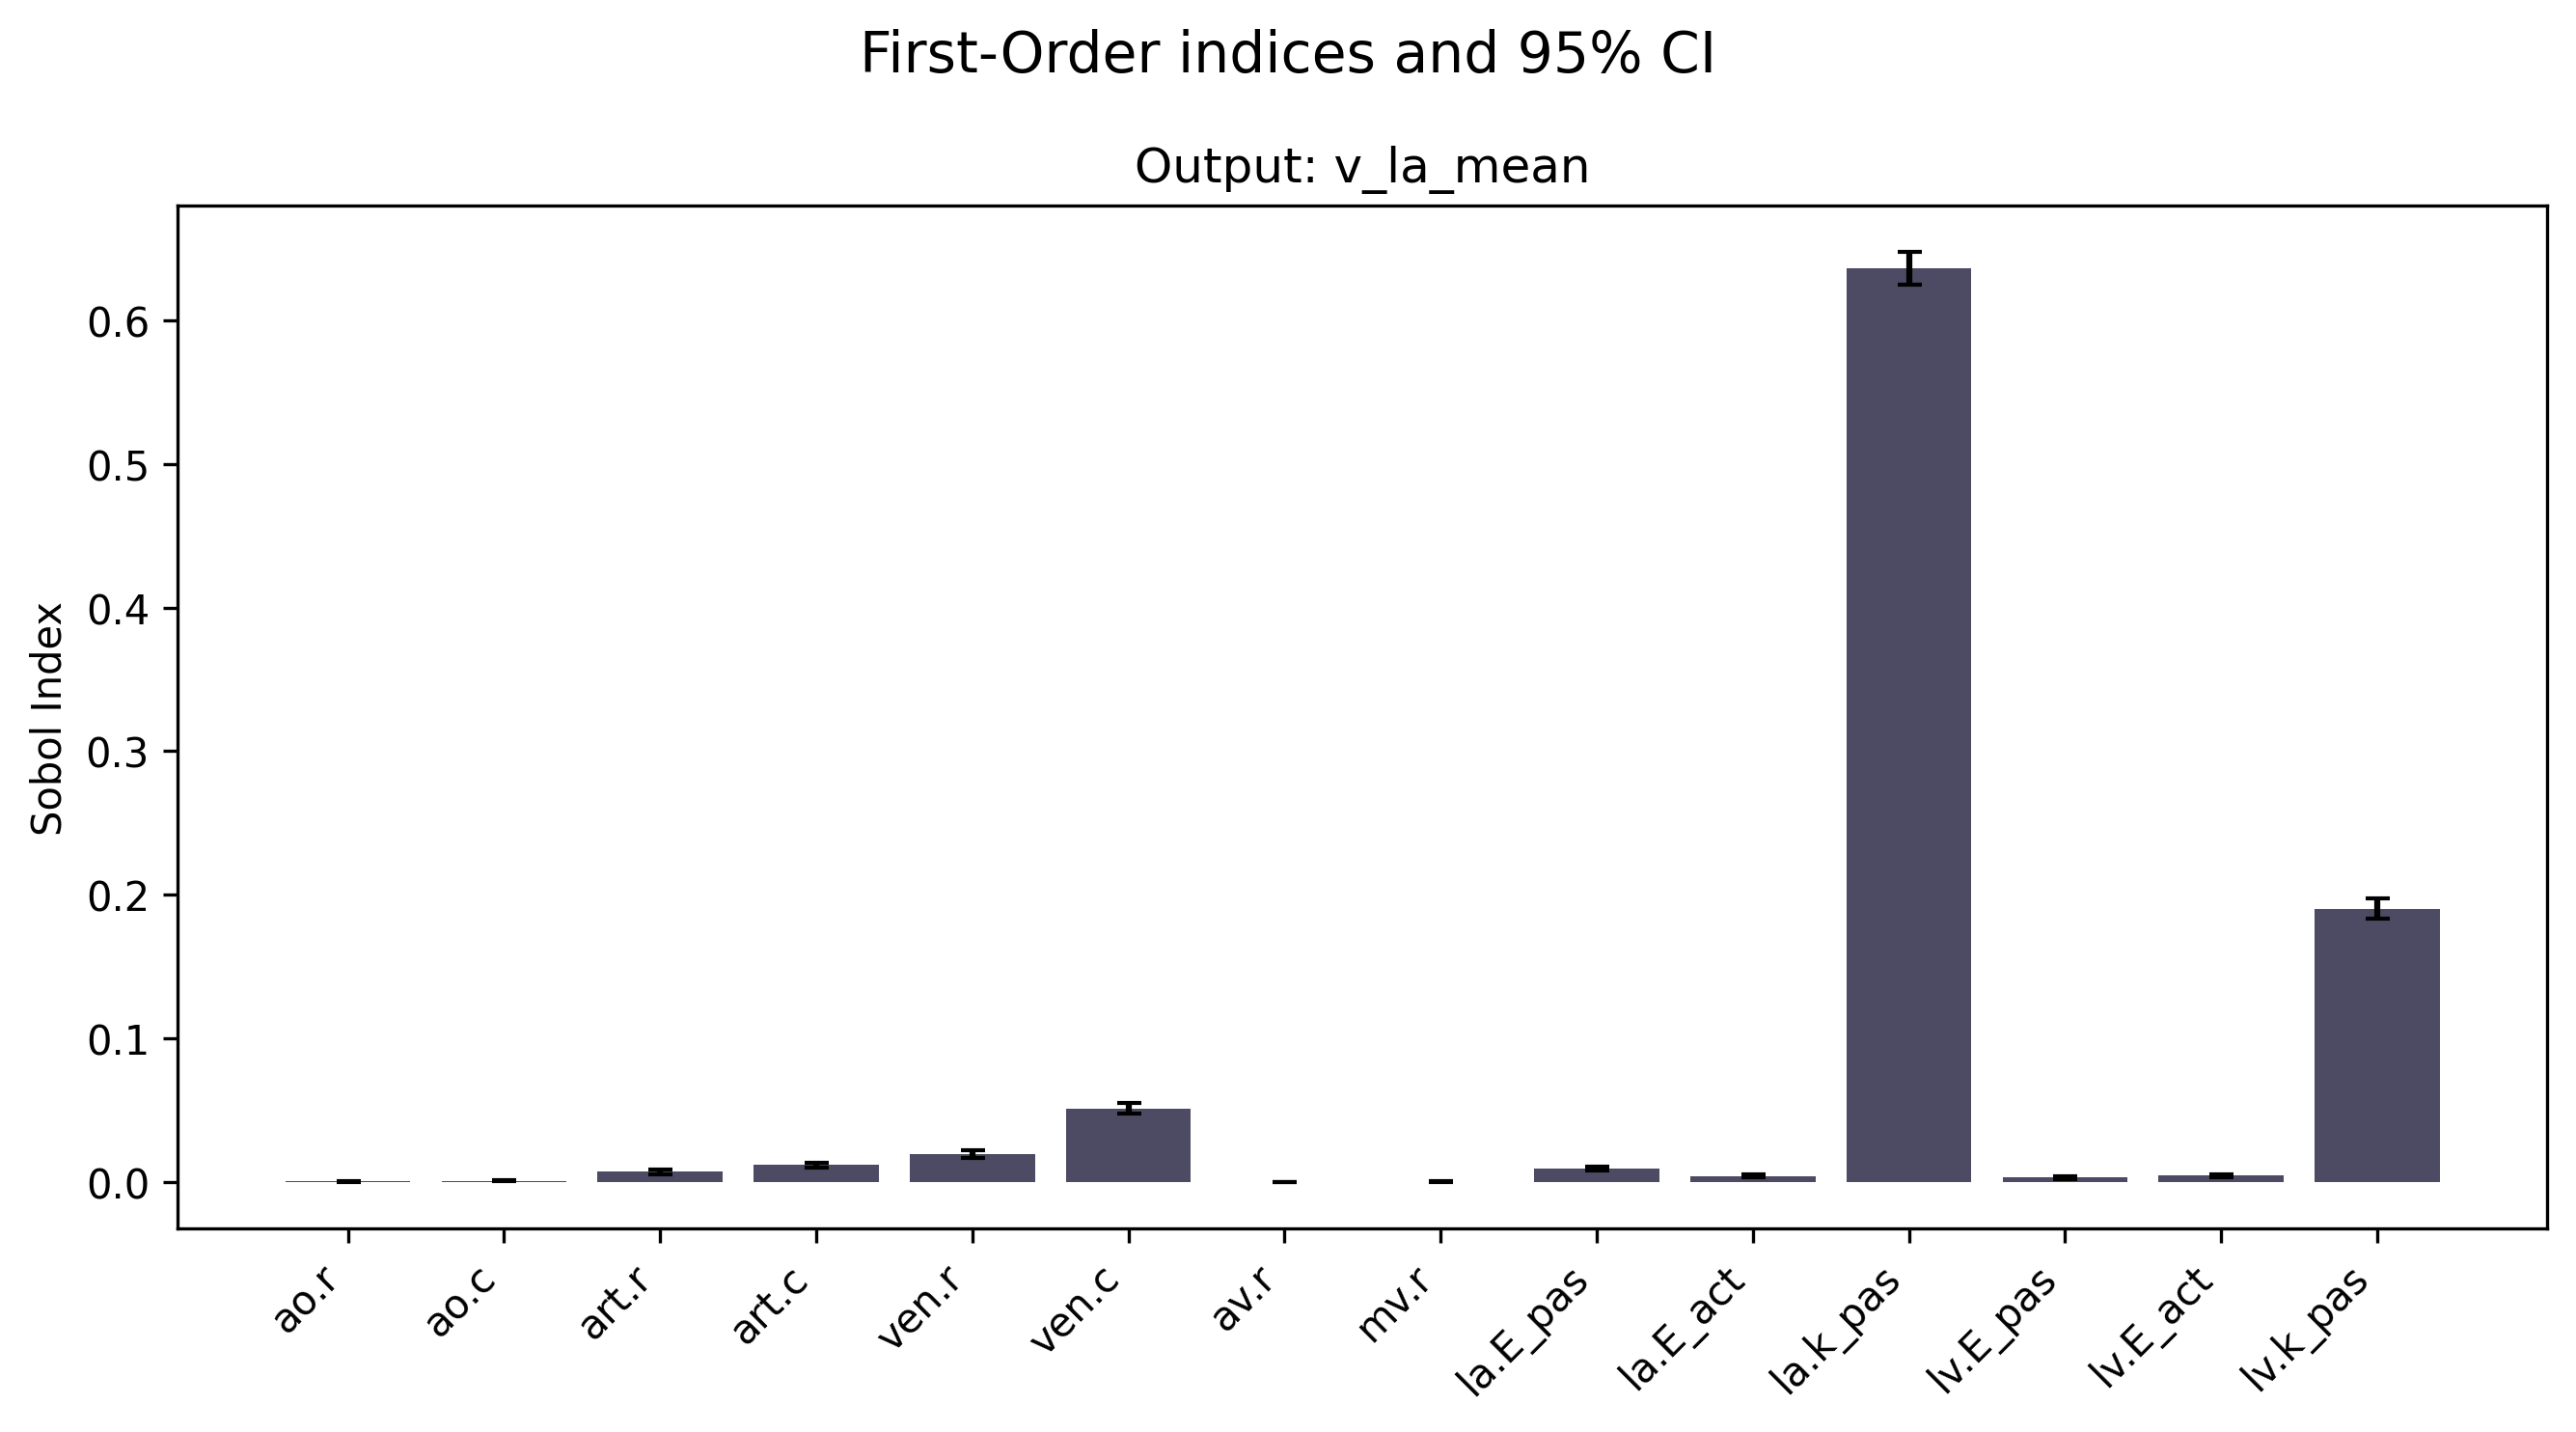 First-Order indices and 95% CI
Output: v_la_mean
Sobol Index
0.6
0.5
0.4
0.3
0.2
0.1
0.0
ao.r
ao.c
art.r
art.c
ven.r
ven.c
av.r
mv.r
la.E_pas
la.E_act
la.k_pas
lv.E_pas
lv.E_act
lv.k_pas